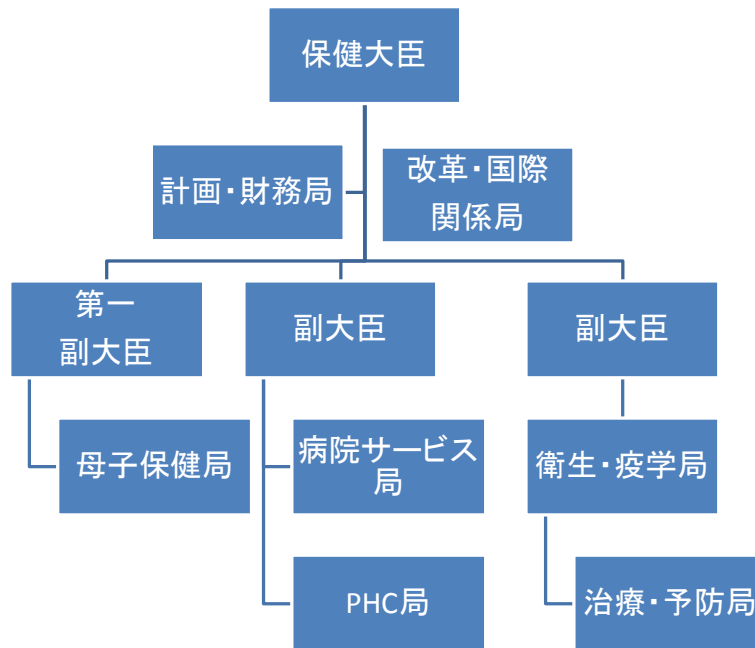 保健大臣
計画・財務局
改革・国際
関係局
第一
副大臣
副大臣
副大臣
母子保健局
病院サービス
局
衛生・疫学局
PHC局
治療・予防局